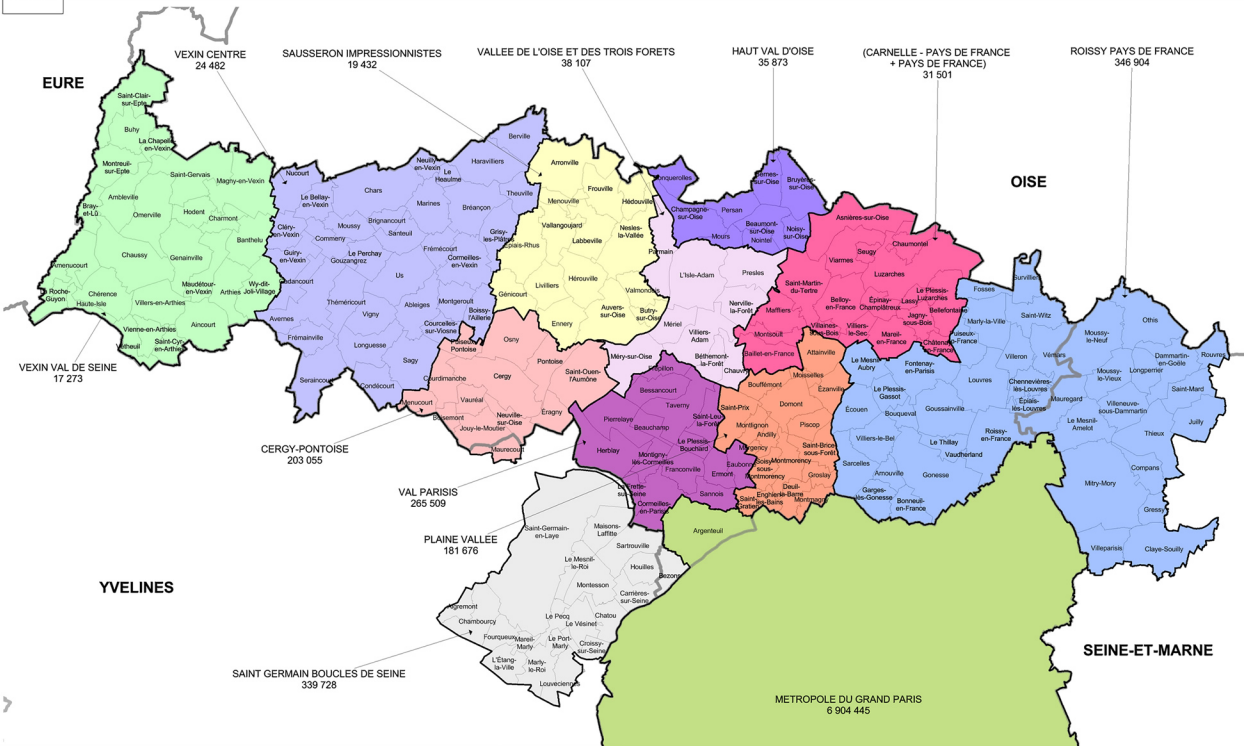 VEXIN CENTRE
24 482
SAUSSERON IMPRESSIONNISTES
19 432
VALLEE DE L'OISE ET DES TROIS FORETS
38 107
HAUT VAL D'OISE
35 873
(CARNELLE - PAYS DE FRANCE
+ PAYS DE FRANCE)
31 501
ROISSY PAYS DE FRANCE
346 904
EURE
OISE
YVELINES
SEINE-ET-MARNE
VEXIN VAL DE SEINE
17 273
CERGY-PONTOISE
203 055
VAL PARISIS
265 509
PLAINE VALLEE
181 676
SAINT GERMAIN BOUCLES DE SEINE
339 728
METROPOLE DU GRAND PARIS
6 904 445
Saint-Clair-
sur-Epte
Buhy
La Chapelle-
en-Vexin
Montreuil-
sur-Epte
Saint-Gervais
Magny-en-Vexin
Ambleville
Bray-
et-Lû
Omerville
Hodent
Charmont
Banthelu
Chaussy
Genainville
Amenucourt
La Roche-
Guyon
Chérence
Haute-Isle
Maudétour-
en-Vexin
Arthies
Wy-dit-
Joli-Village
Villers-en-Arthies
Vienne-en-Arthies
Aincourt
Vétheuil
Saint-Cyr-
en-Arthies
Nucourt
Le Bellay-
en-Vexin
Chars
Neuilly-
en-Vexin
Le
Heaulme
Haravilliers
Berville
Theuville
Marines
Bréançon
Grisy-
les-Plâtres
Cléry-
en-Vexin
Moussy
Brignancourt
Santeuil
Commeny
Guiry-
en-Vexin
Le Perchay
Gouzangrez
Frémécourt
Cormeilles-
en-Vexin
Us
Gadancourt
Théméricourt
Ableiges
Montgeroult
Boissy-
l'Aillerie
Avernes
Vigny
Courcelles-
sur-Viosne
Frémainville
Longuesse
Sagy
Seraincourt
Condécourt
Arronville
Frouville
Menouville
Hédouville
Vallangoujard
Labbeville
Nesles-
la-Vallée
Epiais-Rhus
Hérouville
Livilliers
Valmondois
Génicourt
Auvers-
sur-Oise
Butry-
sur-Oise
Ennery
Ronquerolles
Bernes-
sur-Oise
Bruyères-
sur-Oise
Champagne-
sur-Oise
Persan
Beaumont-
sur-Oise
Noisy-
sur-Oise
Mours
Nointel
Parmain
L'Isle-Adam
Presles
Nerville-
la-Forêt
Mériel
Villiers-
Adam
Méry-sur-Oise
Béthemont-
la-Forêt
Chauvry
Asnières-sur-Oise
Chaumontel
Viarmes
Seugy
Luzarches
Saint-Martin-
du-Tertre
Belloy-
en-France
Épinay-
Champlâtreux
Lassy
Le Plessis-
Luzarches
Jagny-
sous-Bois
Bellefontaine
Maffliers
Villaines-
sous-Bois
Villiers-
le-Sec
Mareil-
en-France
Châtenay-
en-France
Montsoult
Baillet-en-France
Survilliers
Fosses
Saint-Witz
Marly-la-Ville
Puiseux-
en-France
Villeron
Vémars
Le Mesnil-
Aubry
Fontenay-
en-Parisis
Louvres
Chennevières-
lès-Louvres
Le Plessis-
Gassot
Épiais-
lès-Louvres
Écouen
Bouqueval
Goussainville
Roissy-
en-France
Villiers-le-Bel
Le Thillay
Vaudherland
Sarcelles
Arnouville
Gonesse
Garges-
lès-Gonesse
Bonneuil-
en-France
Othis
Moussy-
le-Neuf
Dammartin-
en-Goële
Rouvres
Moussy-
le-Vieux
Longperrier
Saint-Mard
Mauregard
Villeneuve-
sous-Dammartin
Juilly
Le Mesnil-
Amelot
Thieux
Compans
Mitry-Mory
Gressy
Villeparisis
Claye-Souilly
Puiseux-
Pontoise
Osny
Pontoise
Saint-Ouen-
l'Aumône
Courdimanche
Cergy
Menucourt
Vauréal
Neuville-
sur-Oise
Éragny
Boisemont
Jouy-le-Moutier
Maurecourt
Frépillon
Bessancourt
Taverny
Saint-Leu-
la-Forêt
Pierrelaye
Beauchamp
Le Plessis-
Bouchard
Herblay
Montigny-
lès-Cormeilles
Franconville
Ermont
Eaubonne
La Frette-
sur-Seine
Sannois
Cormeilles-
en-Parisis
Attainville
Moisselles
Bouffémont
Ézanville
Domont
Saint-Prix
Montlignon
Piscop
Andilly
Margency
Saint-Brice-
sous-Forêt
Soisy-
sous-
Montmorency
Montmorency
Groslay
Deuil-
la-Barre
Enghien-
les-Bains
Saint-
Gratien
Montmagny
Argenteuil
Bezons
Saint-Germain-
en-Laye
Maisons-
Laffitte
Sartrouville
Le Mesnil-
le-Roi
Houilles
Montesson
Carrières-
sur-Seine
Aigremont
Chambourcy
Le Pecq
Le Vésinet
Chatou
Fourqueux
Mareil-
Marly
Le Port-
Marly
Croissy-
sur-Seine
L'Étang-
la-Ville
Marly-
le-Roi
Louveciennes